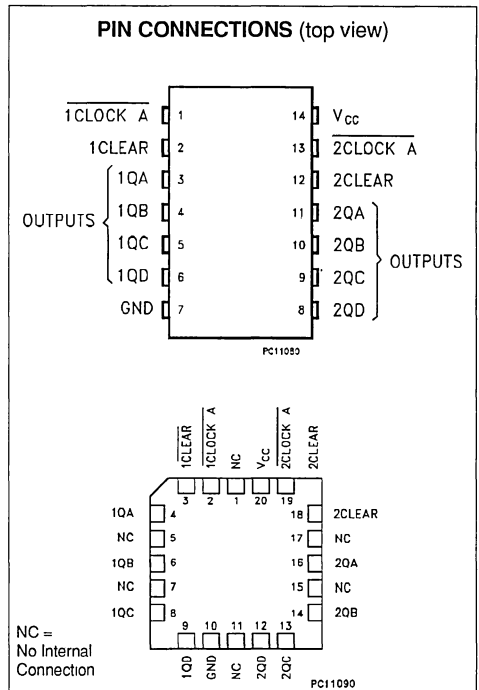 PIN CONNECTIONS (top view)
1CLOCK A 1 14 VCC
1CLEAR 2 13 2CLOCK A
1QA 3 12 2CLEAR
OUTPUTS
1QB 4 11 2QA
1QC 5 10 2QB
OUTPUTS
1QD 6 9 2QC
GND 7 8 2QD
PC11080
1CLEAR 1CLOCK A NC VCC 2CLOCK A 2CLEAR
3 2 1 20 19
1QA 4 18 2CLEAR
NC 5 17 NC
1QB 6 16 2QA
NC 7 15 NC
1QC 8 14 2QB
9 10 11 12 13
1QD GND NC 2QD 2QC
NC =
No Internal
Connection
PC11090